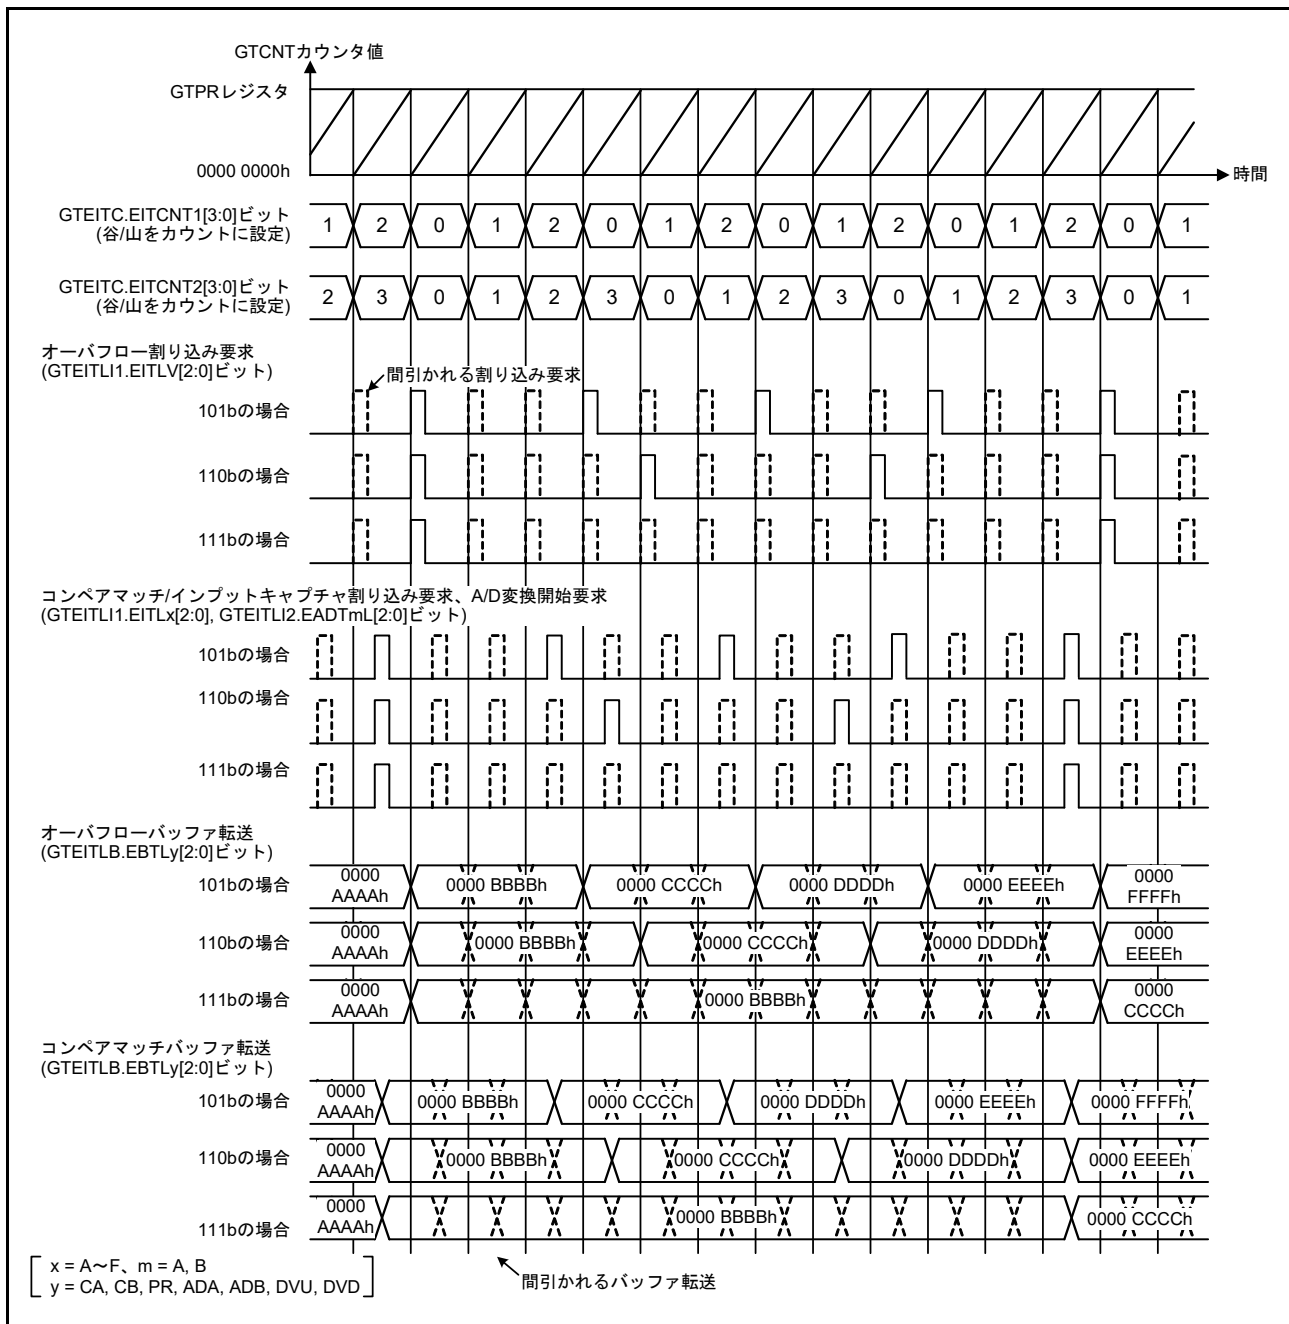 GTCNTカウンタ値
GTPRレジスタ
0000 0000h
時間
GTEITC.EITCNT1[3:0]ビット
(谷/山をカウントに設定)
1 2 0 1 2 0 1 2 0 1 2 0 1 2 0 1
GTEITC.EITCNT2[3:0]ビット
(谷/山をカウントに設定)
2 3 0 1 2 3 0 1 2 3 0 1 2 3 0 1
オーバフロー割り込み要求
(GTEITLI1.EITLV[2:0]ビット)
間引かれる割り込み要求
101bの場合
110bの場合
111bの場合
コンペアマッチ/インプットキャプチャ割り込み要求、A/D変換開始要求
(GTEITLI1.EITLx[2:0], GTEITLI2.EADTmL[2:0]ビット)
101bの場合
110bの場合
111bの場合
オーバフローバッファ転送
(GTEITLB.EBTLy[2:0]ビット)
101bの場合
0000
AAAAh
0000 BBBBh
0000 CCCCh
0000 DDDDh
0000 EEEEh
0000
FFFFh
110bの場合
0000
AAAAh
0000 BBBBh
0000 CCCCh
0000 DDDDh
0000
EEEEh
111bの場合
0000
AAAAh
0000 BBBBh
0000
CCCCh
コンペアマッチバッファ転送
(GTEITLB.EBTLy[2:0]ビット)
101bの場合
0000
AAAAh
0000 BBBBh
0000 CCCCh
0000 DDDDh
0000 EEEEh
0000 FFFFh
110bの場合
0000
AAAAh
0000 BBBBh
0000 CCCCh
0000 DDDDh
0000 EEEEh
111bの場合
0000
AAAAh
0000 BBBBh
0000 CCCCh
間引かれるバッファ転送
x = A～F、m = A, B
y = CA, CB, PR, ADA, ADB, DVU, DVD